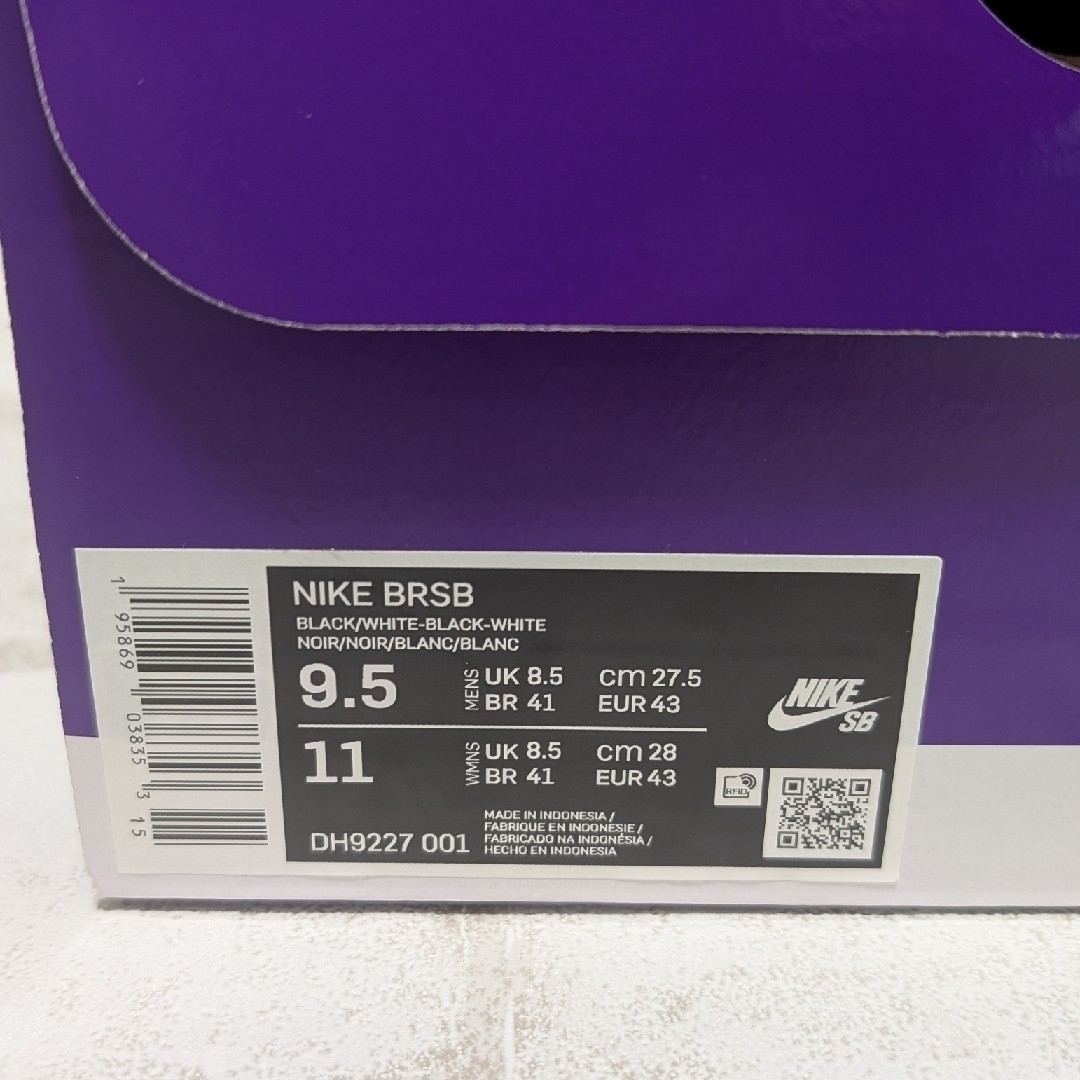 NIKE BRSB
BLACK/WHITE-BLACK-WHITE
NOIR/NOIR/BLANC/BLANC
9.5 MENS UK 8.5 cm 27.5
BR 41 EUR 43
11 WMNS UK 8.5 cm 28
BR 41 EUR 43
DH9227 001
MADE IN INDONESIA /
FABRIQUE EN INDONESIE /
FABRICADO NA INDONÉSIA /
HECHO EN INDONESIA
NIKE
SB
RFID
1 95869 03835 3 15